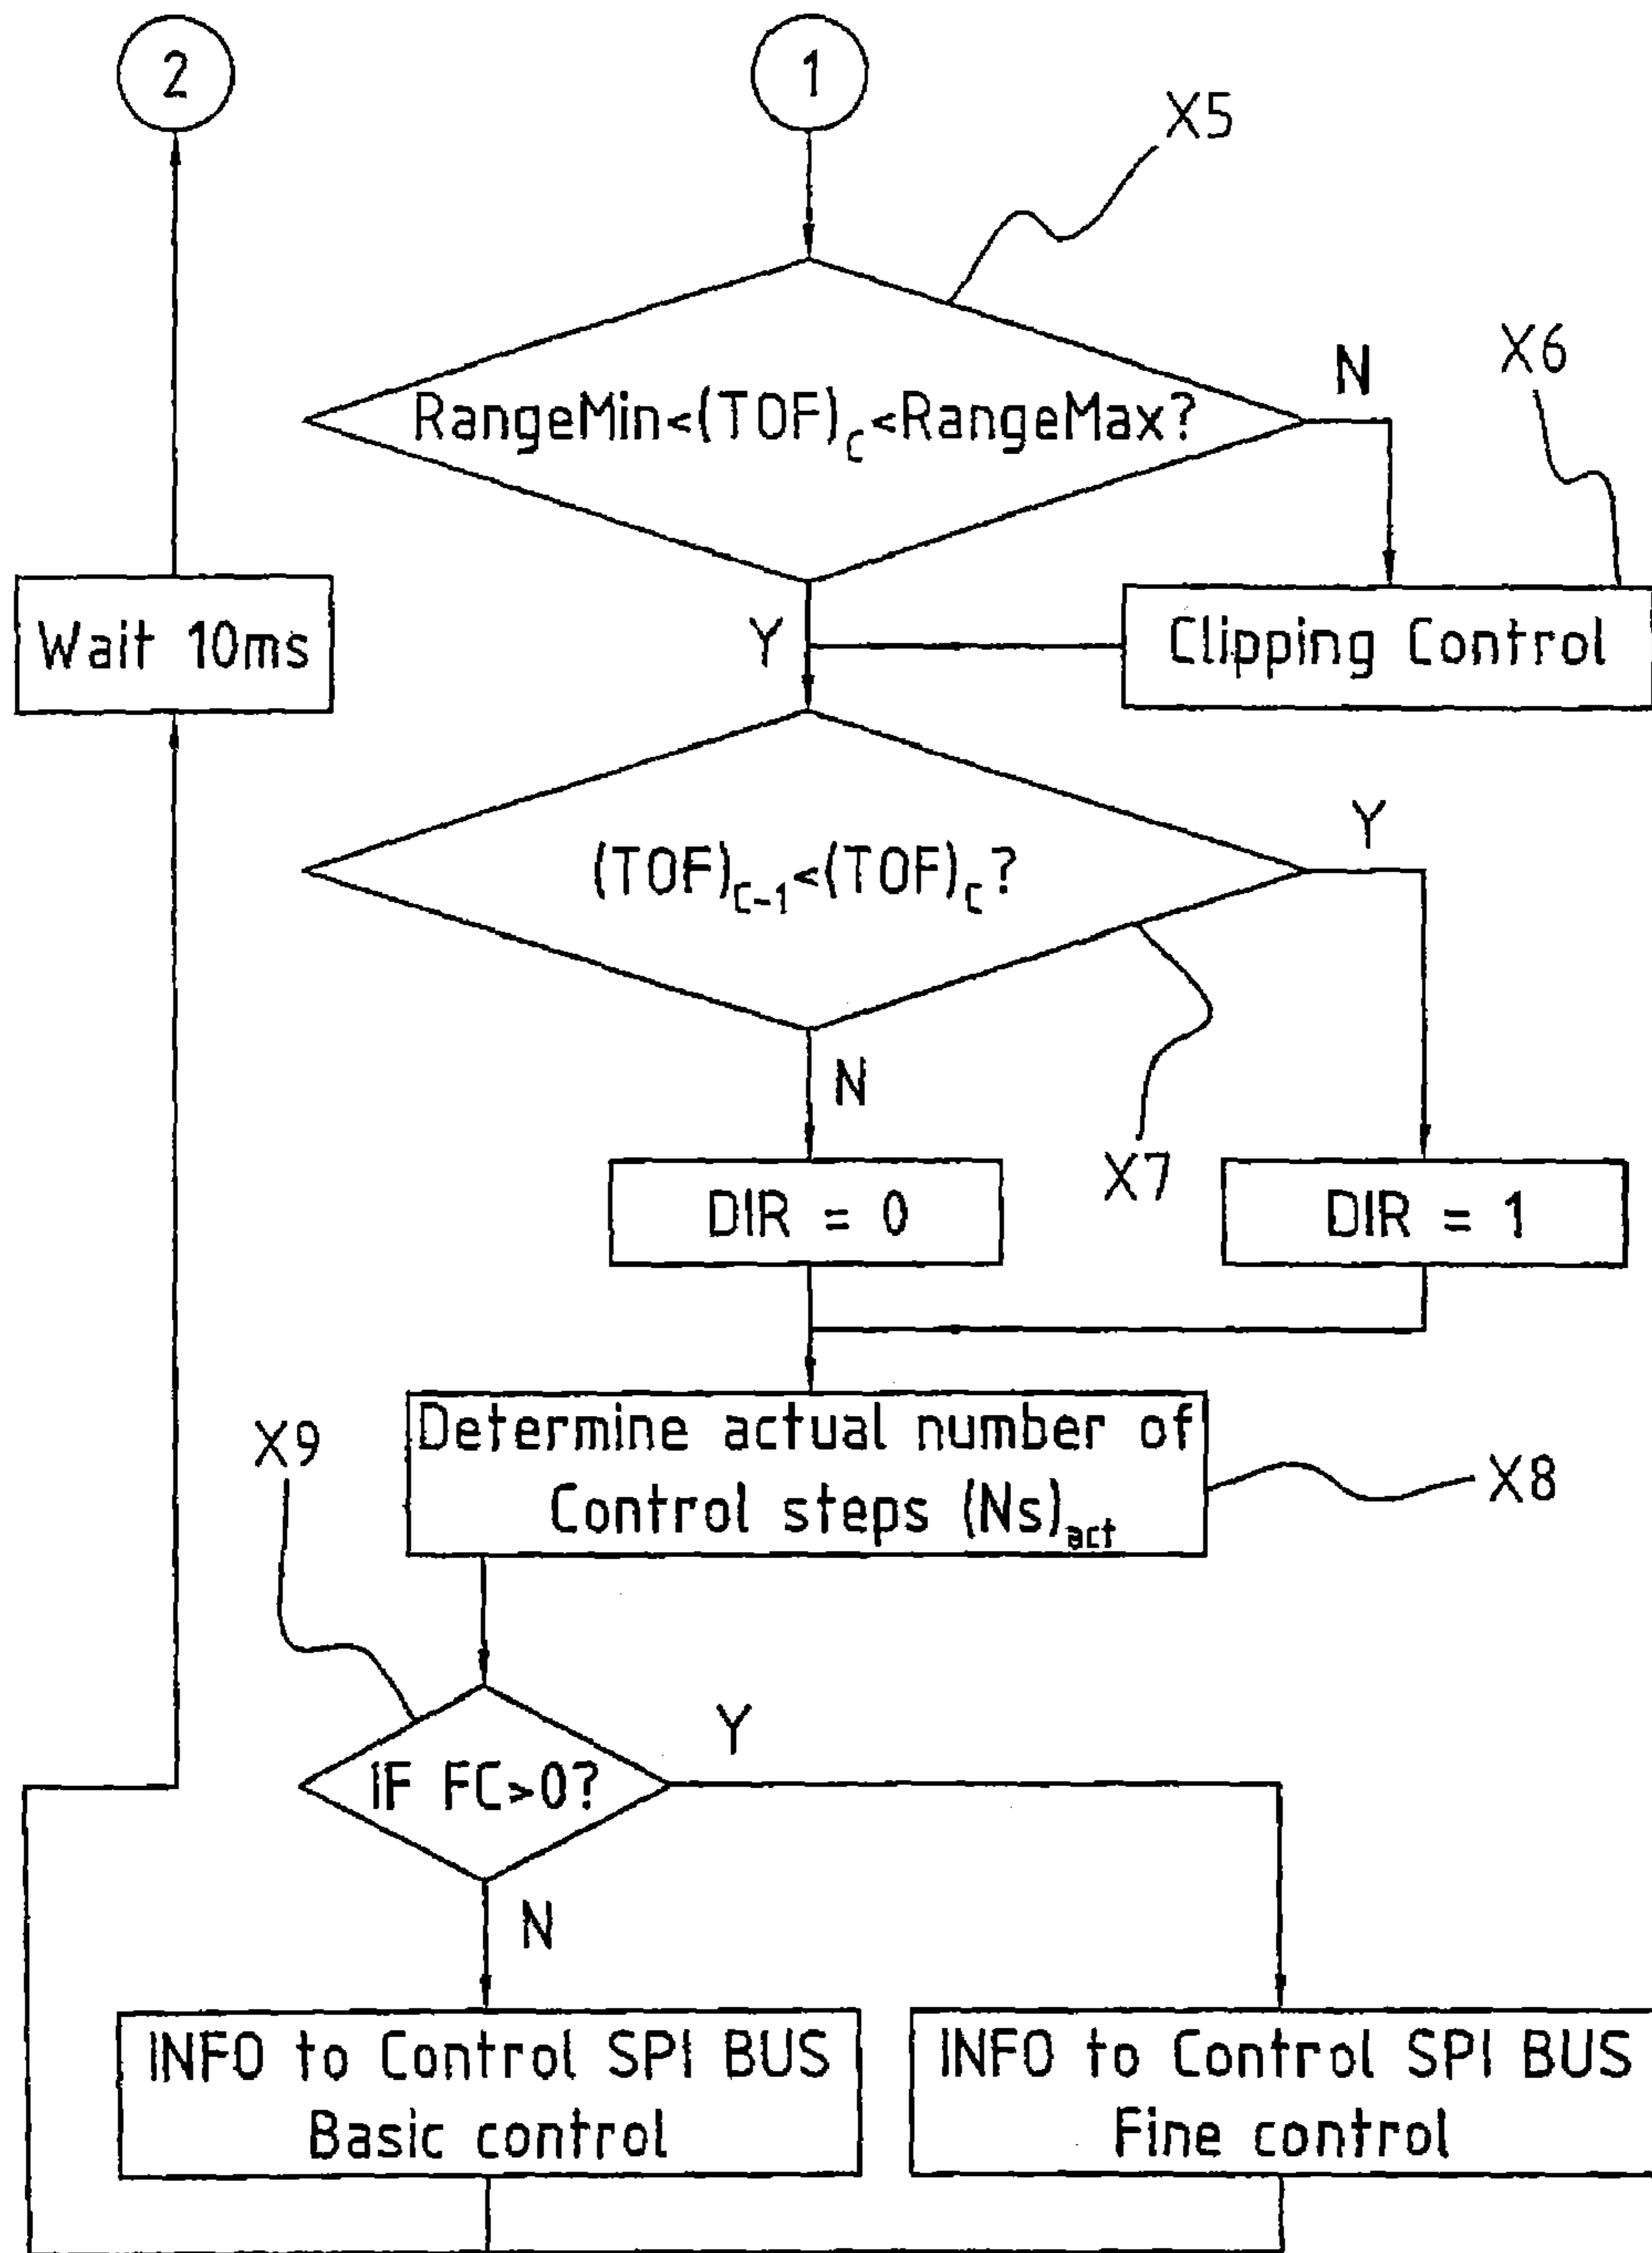 2
1
X5
X6
RangeMin<(TOF)C<RangeMax?
N
Y
Wait 10ms
Clipping Control
(TOF)C-1<(TOF)C?
Y
N
X7
DIR = 0
DIR = 1
X9
Determine actual number of
Control steps (Ns)act
X8
IF FC>0?
Y
N
INFO to Control SPI BUS
Basic control
INFO to Control SPI BUS
Fine control